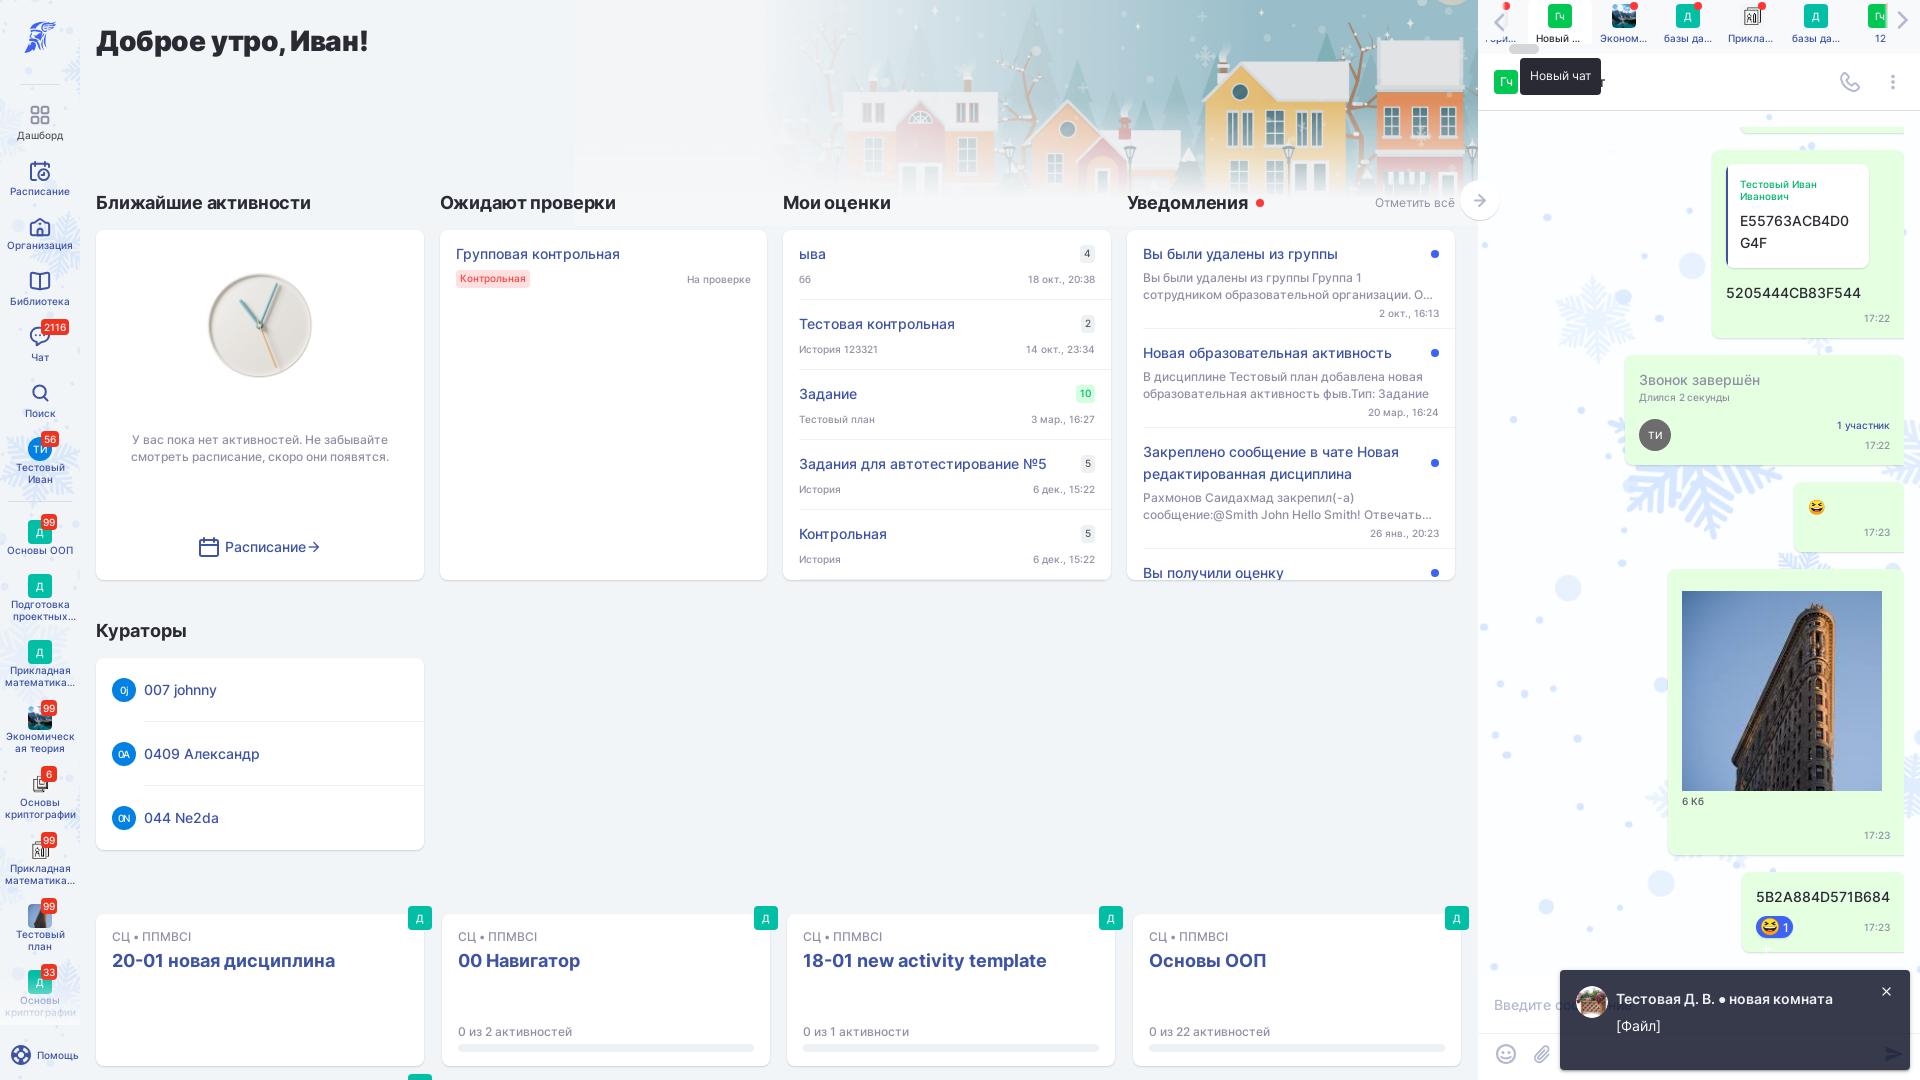 Дашборд
Расписание
Организация
Библиотека
2116
Чат
Поиск
56
ТИ
Тестовый
Иван
99
Д
Основы ООП
Д
Подготовка
проектных...
Д
Прикладная
математика...
99
Экономическ
ая теория
6
Основы
криптографии
99
Прикладная
математика...
99
Тестовый
план
33
Д
Основы
криптографии
Помощь
Доброе утро, Иван!
Ближайшие активности
У вас пока нет активностей. Не забывайте
смотреть расписание, скоро они появятся.
Расписание
Ожидают проверки
Групповая контрольная
Контрольная
На проверке
Мои оценки
ыва
4
бб
18 окт., 20:38
Тестовая контрольная
2
История 123321
14 окт., 23:34
Задание
10
Тестовый план
3 мар., 16:27
Задания для автотестирование №5
5
История
6 дек., 15:22
Контрольная
5
История
6 дек., 15:22
Уведомления
Отметить всё
Вы были удалены из группы
Вы были удалены из группы Группа 1
сотрудником образовательной организации. О...
2 окт., 16:13
Новая образовательная активность
В дисциплине Тестовый план добавлена новая
образовательная активность фыв.Тип: Задание
20 мар., 16:24
Закреплено сообщение в чате Новая
редактированная дисциплина
Рахмонов Саидахмад закрепил(-а)
сообщение:@Smith John Hello Smith! Отвечать...
26 янв., 20:23
Вы получили оценку
Кураторы
0j
007 johnny
0А
0409 Александр
0N
044 Ne2da
Д
СЦ • ППМВСI
20-01 новая дисциплина
Д
СЦ • ППМВСI
00 Навигатор
0 из 2 активностей
Д
СЦ • ППМВСI
18-01 new activity template
0 из 1 активности
Д
СЦ • ППМВСI
Основы ООП
0 из 22 активностей
Гч
Новый ...
Эконом...
Д
базы да...
Прикла...
Д
базы да...
Гч
12
Гч
Новый чат
Тестовый Иван
Иванович
E55763ACB4D0
G4F
5205444CB83F544
17:22
Звонок завершён
Длился 2 секунды
ТИ
1 участник
17:22
17:23
6 Кб
17:23
5B2A884D571B684
1
17:23
Введите
Тестовая Д. В. ● новая комната
[Файл]